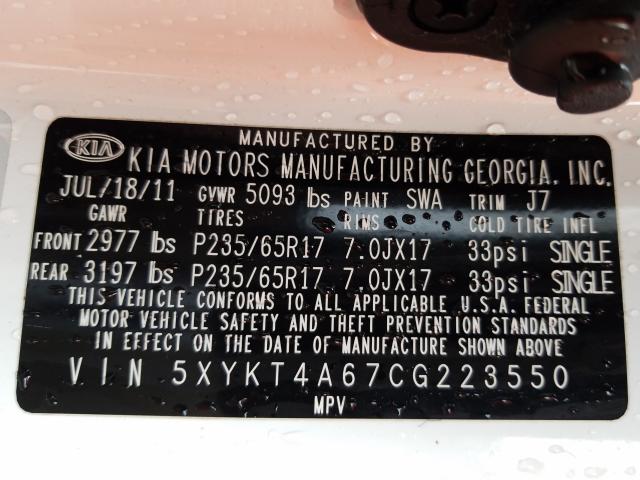 MANUFACTURED BY
KIA KIA MOTORS MANUFACTURING GEORGIA, INC.
JUL/18/11 GVWR 5093 lbs PAINT SWA TRIM J7
GAWR TIRES RIMS COLD TIRE INFL
FRONT 2977 lbs P235/65R17 7.0JX17 33psi SINGLE
REAR 3197 lbs P235/65R17 7.0JX17 33psi SINGLE
THIS VEHICLE CONFORMS TO ALL APPLICABLE U.S.A. FEDERAL
MOTOR VEHICLE SAFETY AND THEFT PREVENTION STANDARDS
IN EFFECT ON THE DATE OF MANUFACTURE SHOWN ABOVE
VIN 5XYKT4A67CG223550
MPV